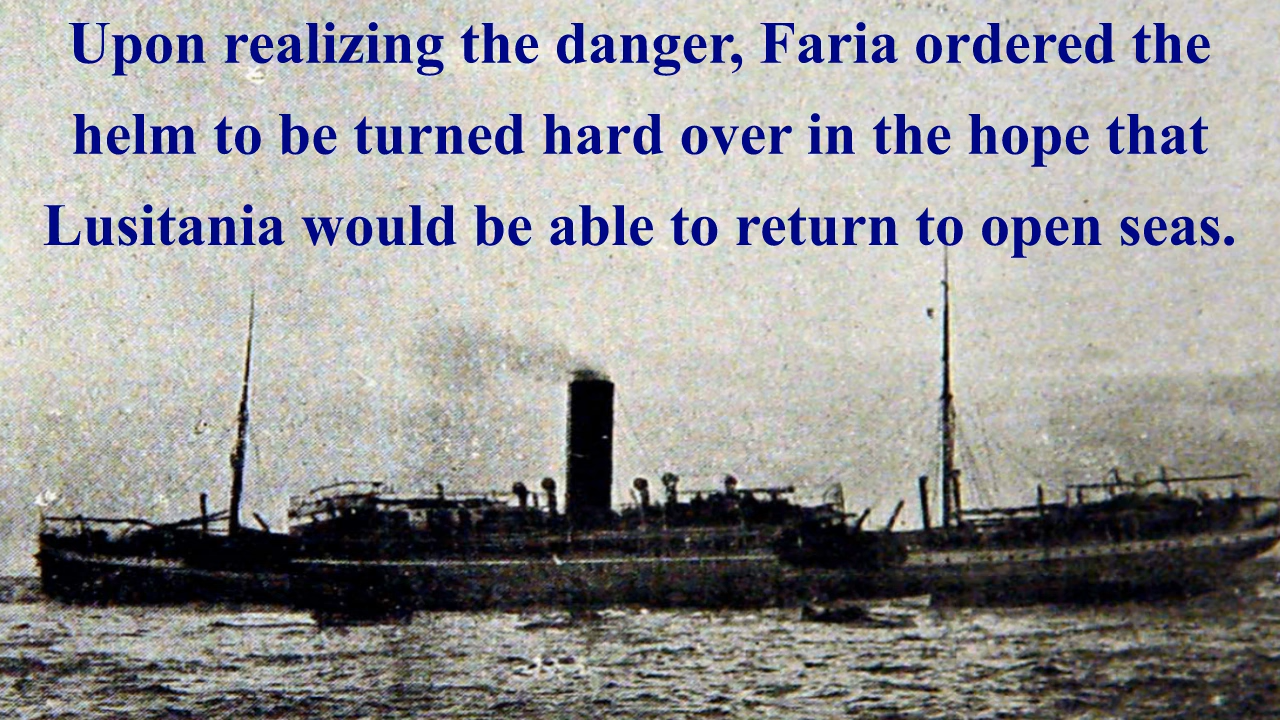 Upon realizing the danger, Faria ordered the
helm to be turned hard over in the hope that
Lusitania would be able to return to open seas.